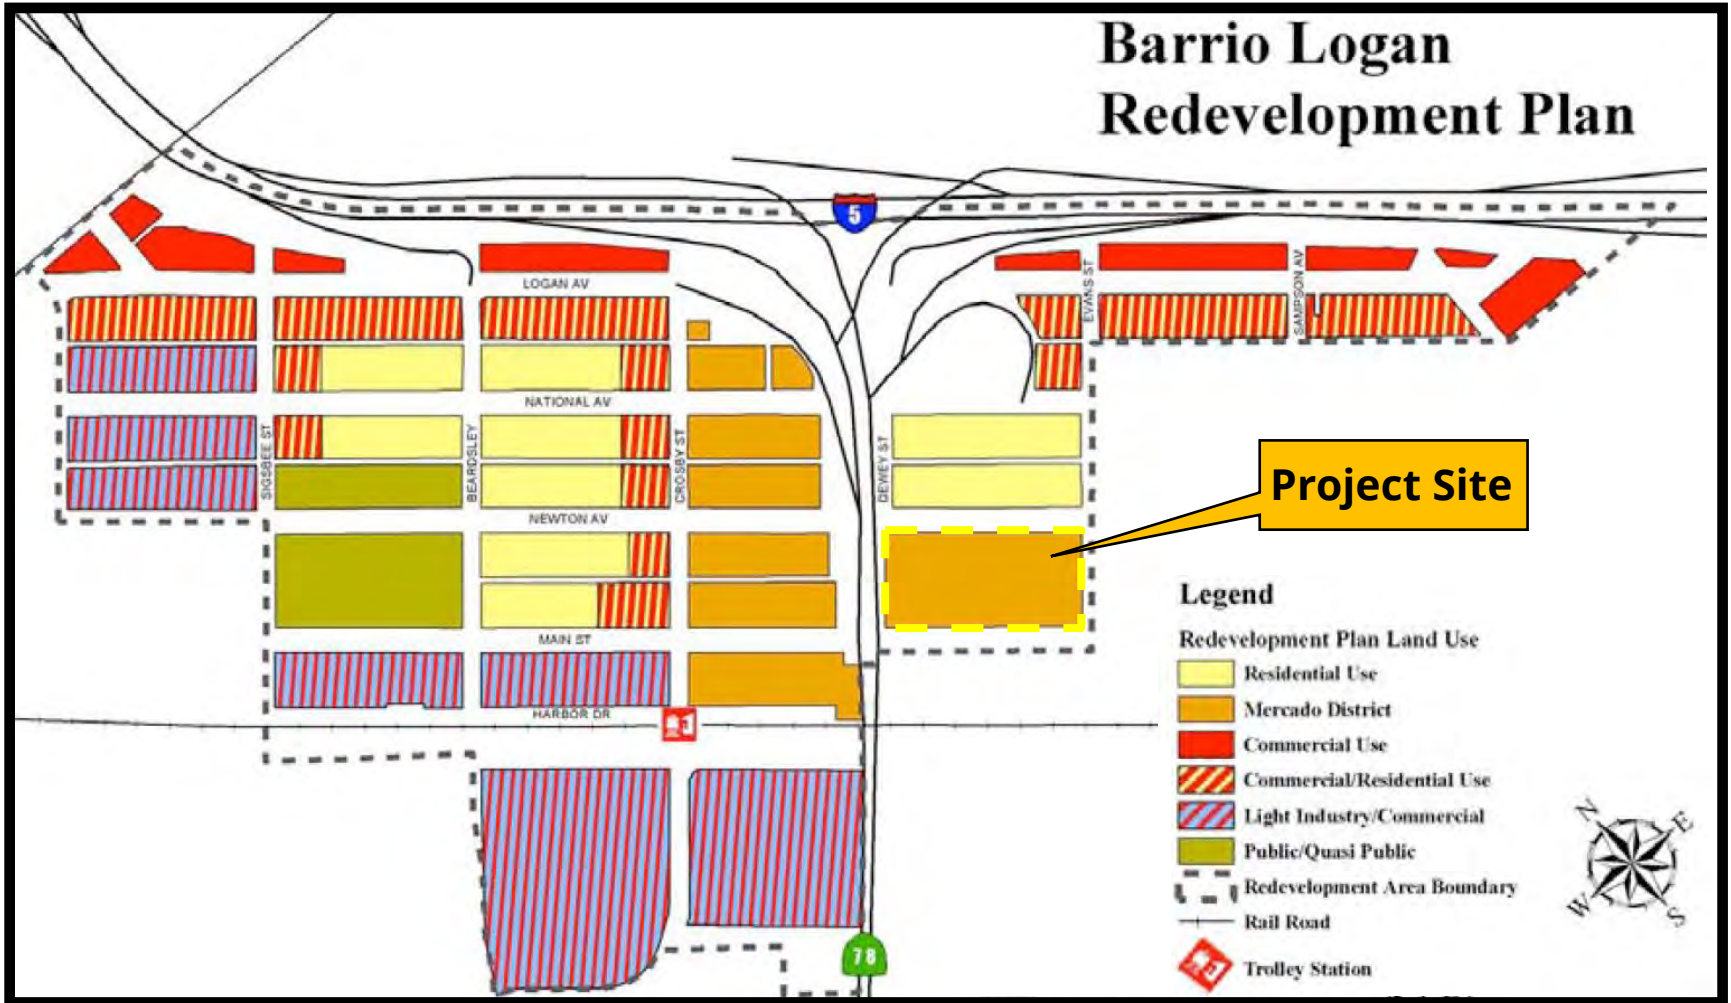 Barrio Logan
Redevelopment Plan
5
LOGAN AV
EVANS ST
SAMPSON AV
NATIONAL AV
SIGSBEE ST
BEARDSLEY
CROSBY ST
DEWEY ST
Project Site
NEWTON AV
MAIN ST
HARBOR DR
78
Legend
Redevelopment Plan Land Use
Residential Use
Mercado District
Commercial Use
Commercial/Residential Use
Light Industry/Commercial
Public/Quasi Public
Redevelopment Area Boundary
Rail Road
Trolley Station
N
E
W
S